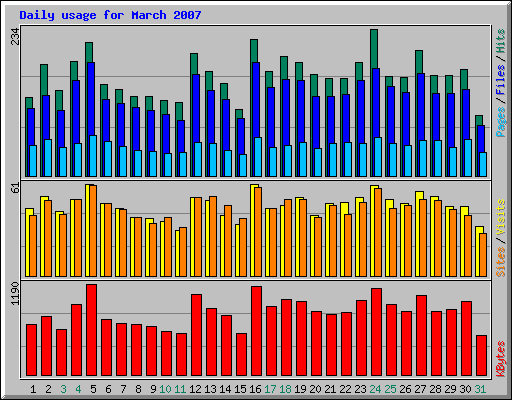 Daily usage for March 2007
234
61
1190
Pages / Files / Hits
Sites / Visits
KBytes
1 2 3 4 5 6 7 8 9 10 11 12 13 14 15 16 17 18 19 20 21 22 23 24 25 26 27 28 29 30 31